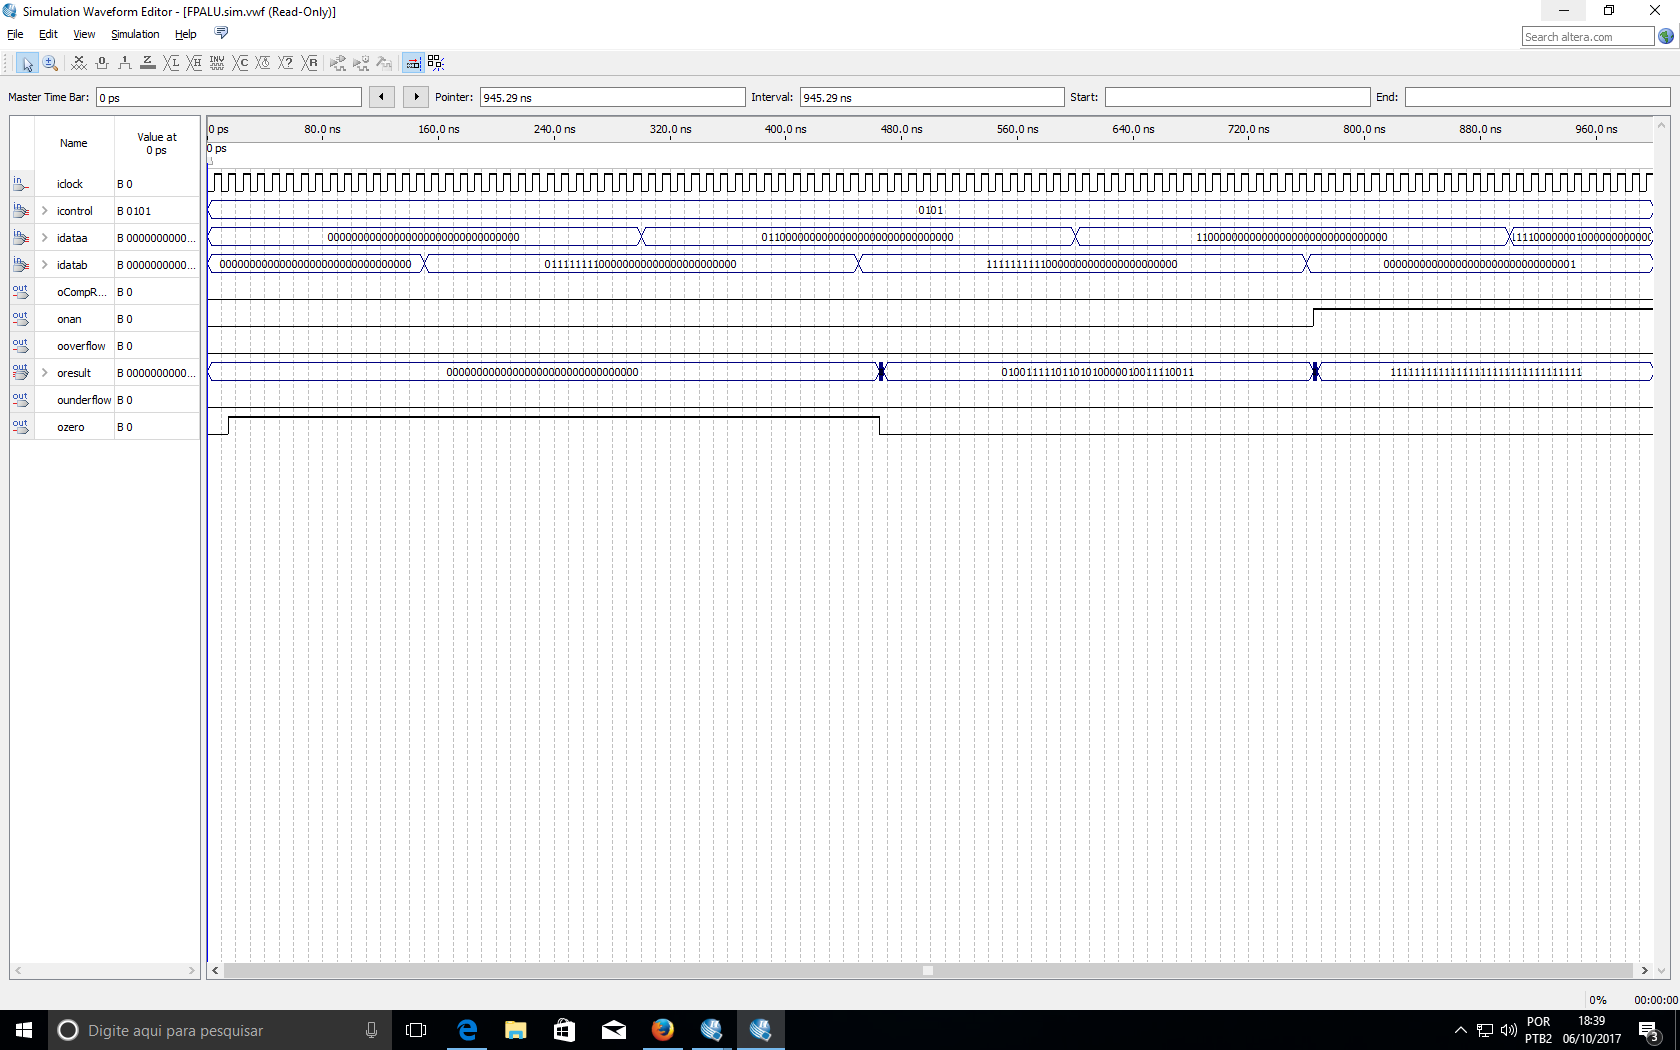 Simulation Waveform Editor - [FPALU.sim.vwf (Read-Only)]
File Edit View Simulation Help
Search altera.com
Master Time Bar: 0 ps Pointer: 945.29 ns Interval: 945.29 ns Start: End:
Name Value at 0 ps
0 ps 80.0 ns 160.0 ns 240.0 ns 320.0 ns 400.0 ns 480.0 ns 560.0 ns 640.0 ns 720.0 ns 800.0 ns 880.0 ns 960.0 ns
0 ps
iclock B 0
icontrol B 0101 0101
idataa B 0000000000... 00000000000000000000000000000000 01100000000000000000000000000000 11000000000000000000000000000000
idatab B 0000000000... 00000000000000000000000000000000 01111111100000000000000000000000 11111111110000000000000000000000 00000000000000000000000000000001
oCompR... B 0
onan B 0
ooverflow B 0
oresult B 0000000000... 00000000000000000000000000000000 01001111101101010000010011110011 11111111111111111111111111111111
ounderflow B 0
ozero B 0
0% 00:00:00
Digite aqui para pesquisar
POR 18:39
PTB2 06/10/2017 3